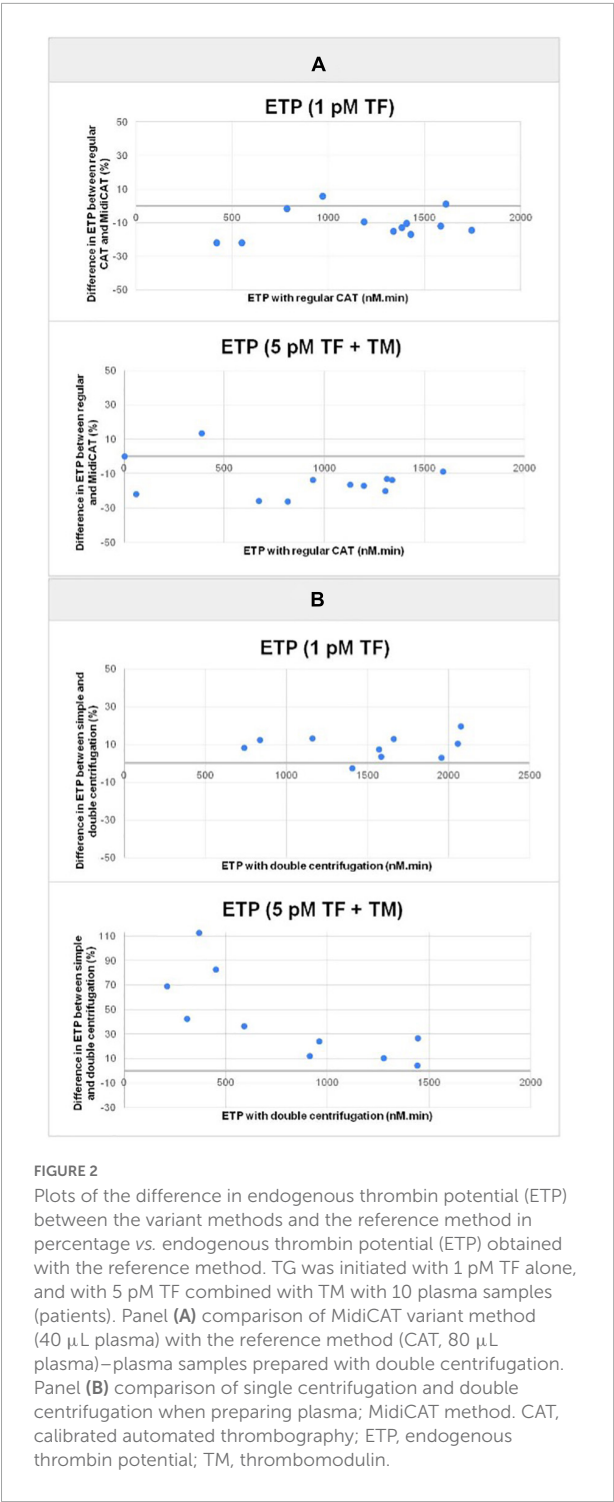 A
ETP (1 pM TF)
Difference in ETP between regular
CAT and MidiCAT (%)
50
30
10
-10
-30
-50
0
500
1000
1500
2000
ETP with regular CAT (nM.min)
ETP (5 pM TF + TM)
Difference in ETP between regular
and MidiCAT (%)
50
30
10
-10
-30
-50
0
500
1000
1500
2000
ETP with regular CAT (nM.min)
B
ETP (1 pM TF)
Difference in ETP between simple and
double centrifugation (%)
50
30
10
-10
-30
-50
0
500
1000
1500
2000
2500
ETP with double centrifugation (nM.min)
ETP (5 pM TF + TM)
Difference in ETP between simple
and double centrifugation (%)
110
90
70
50
30
10
-10
-30
0
500
1000
1500
2000
ETP with double centrifugation (nM.min)
FIGURE 2
Plots of the difference in endogenous thrombin potential (ETP)
between the variant methods and the reference method in
percentage vs. endogenous thrombin potential (ETP) obtained
with the reference method. TG was initiated with 1 pM TF alone,
and with 5 pM TF combined with TM with 10 plasma samples
(patients). Panel (A) comparison of MidiCAT variant method
(40 μL plasma) with the reference method (CAT, 80 μL
plasma)–plasma samples prepared with double centrifugation.
Panel (B) comparison of single centrifugation and double
centrifugation when preparing plasma; MidiCAT method. CAT,
calibrated automated thrombography; ETP, endogenous
thrombin potential; TM, thrombomodulin.